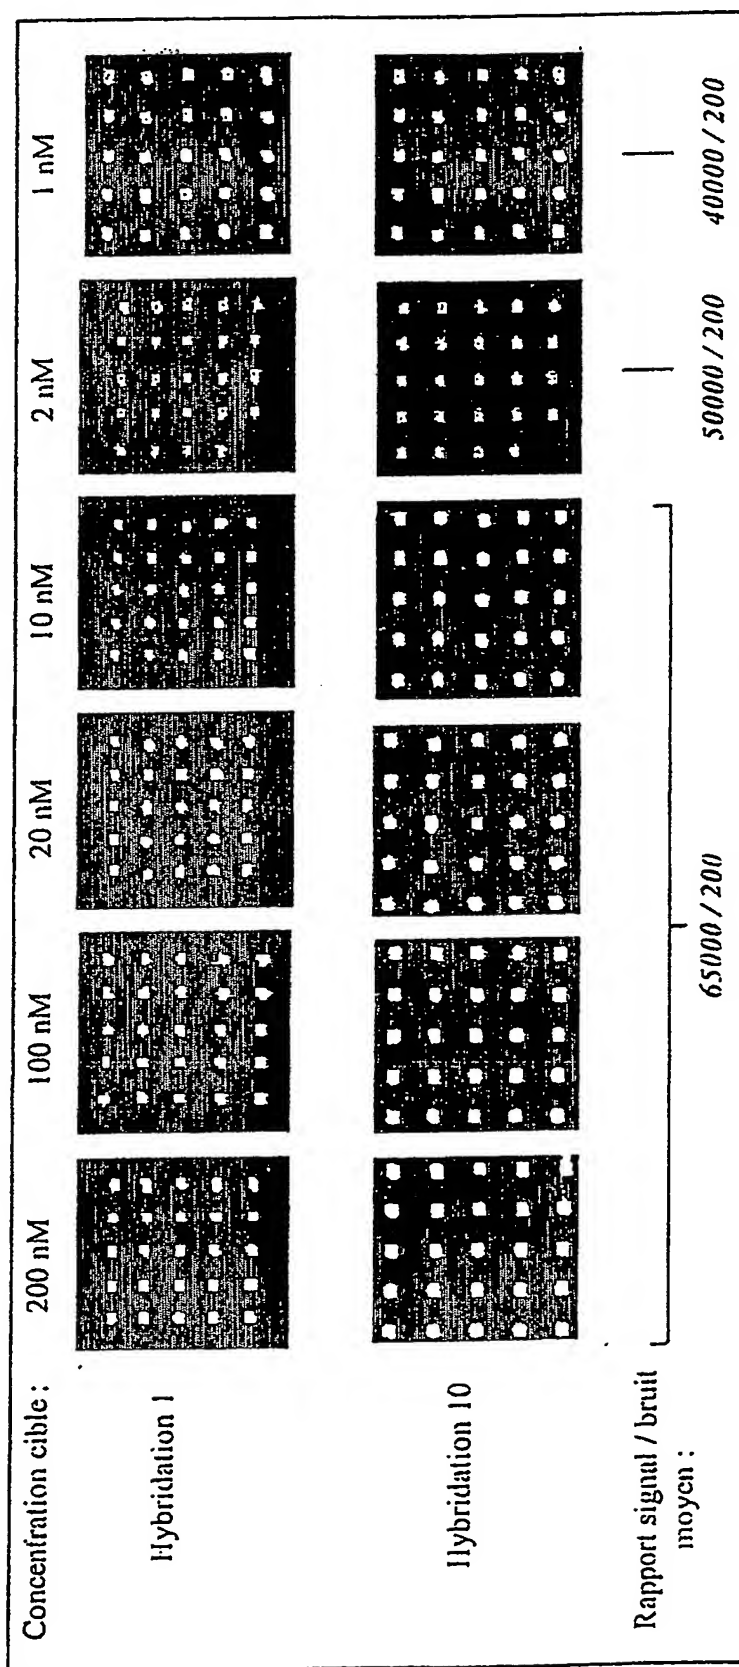 Concentration cible :
200 nM
100 nM
20 nM
10 nM
2 nM
1 nM
Hybridation 1
Hybridation 10
Rapport signal / bruit
moyen :
65000 / 200
50000 / 200
40000 / 200